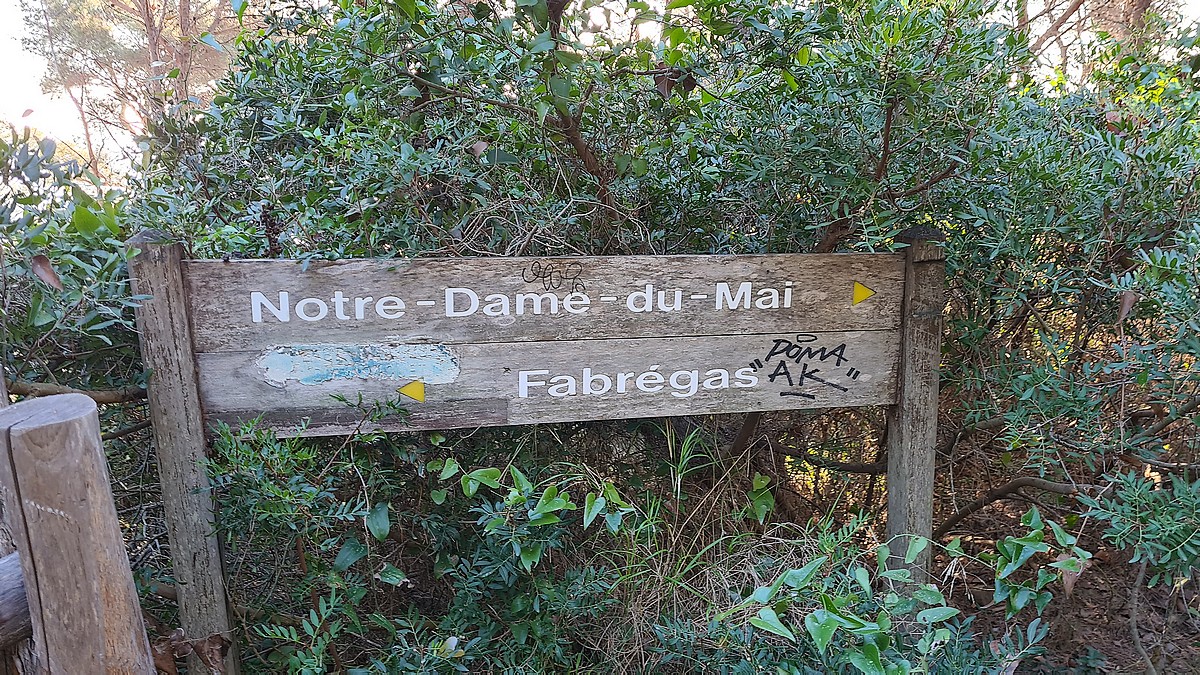 Notre-Dame-du-Mai
Fabrégas
POMA
"AK"